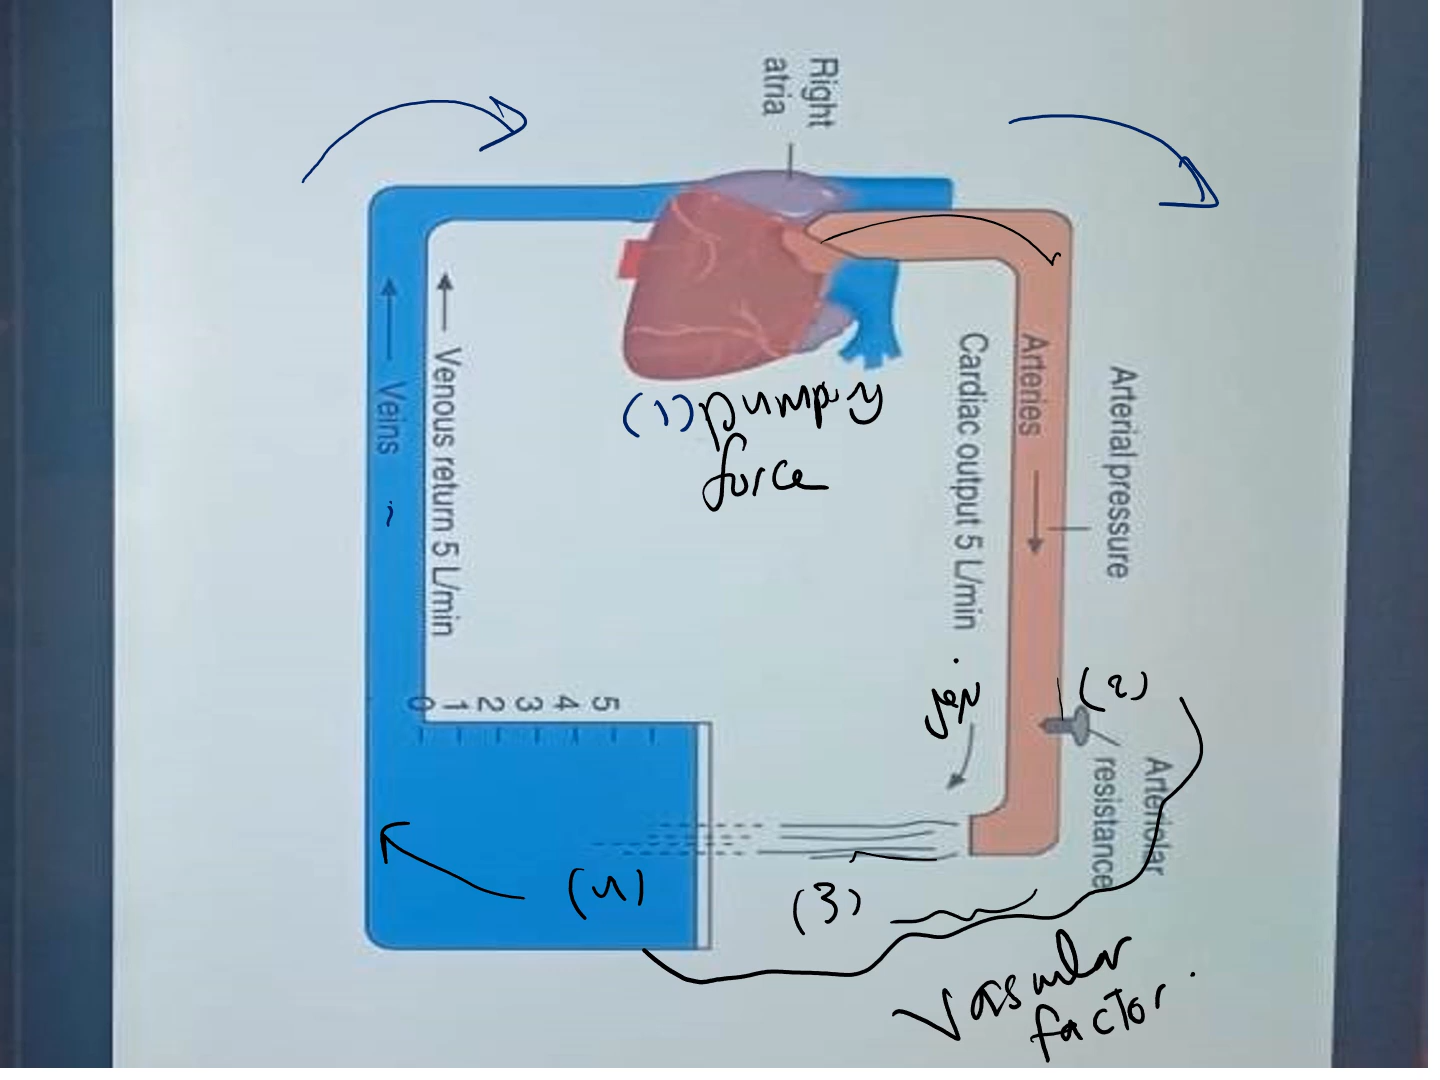 Right
atria
Arterial pressure
Arteries
Cardiac output 5 L/min
Venous return 5 L/min
Veins
(1) pumpy
force
(2)
Arteriolar
resistance
0 1 2 3 4 5
(3)
(4)
Vascular
factor.